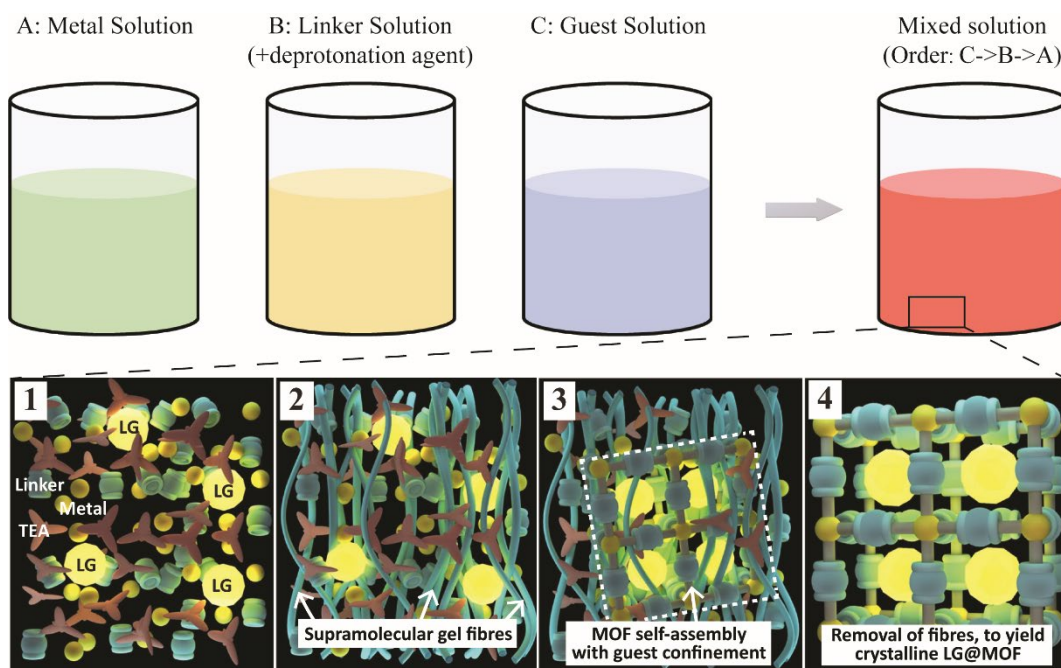 A: Metal Solution
B: Linker Solution
(+deprotonation agent)
C: Guest Solution
Mixed solution
(Order: C->B->A)
1
LG
LG
Linker
Metal
TEA
LG
LG
2
Supramolecular gel fibres
3
MOF self-assembly
with guest confinement
4
Removal of fibres, to yield
crystalline LG@MOF